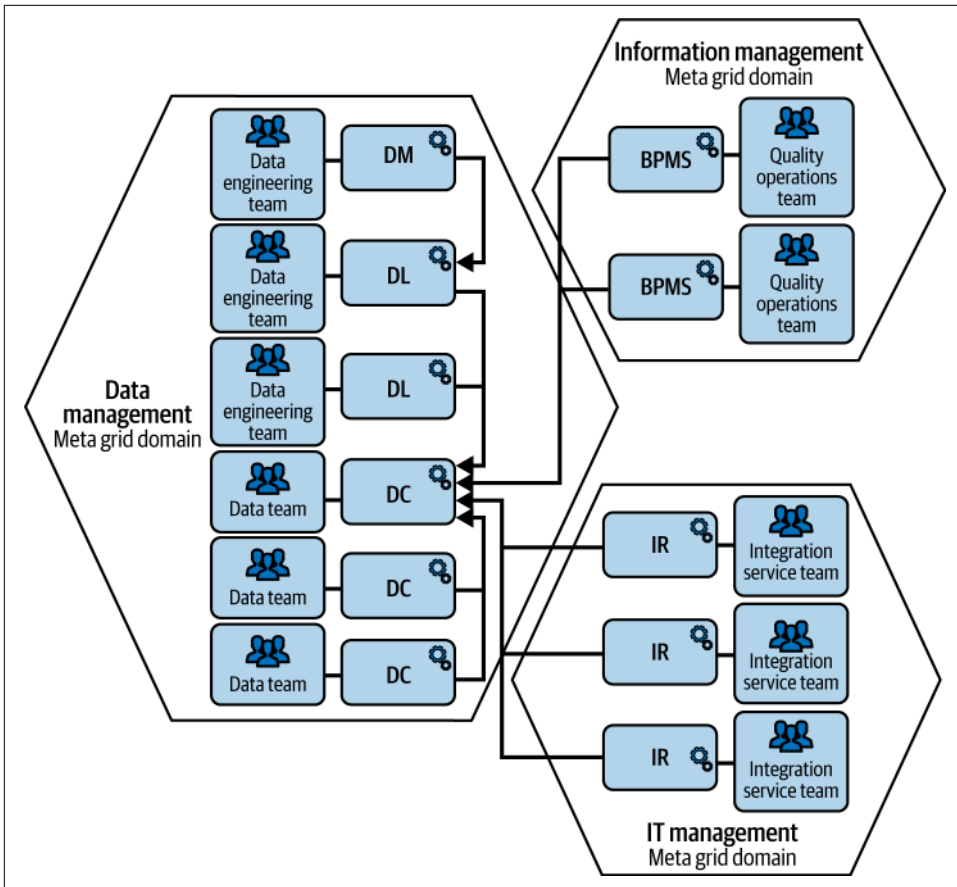 Information management
Meta grid domain
BPMS
Quality
operations
team
BPMS
Quality
operations
team
Data
management
Meta grid domain
Data
engineering
team
DM
Data
engineering
team
DL
Data
engineering
team
DL
Data team
DC
Data team
DC
Data team
DC
IR
Integration
service team
IR
Integration
service team
IR
Integration
service team
IT management
Meta grid domain